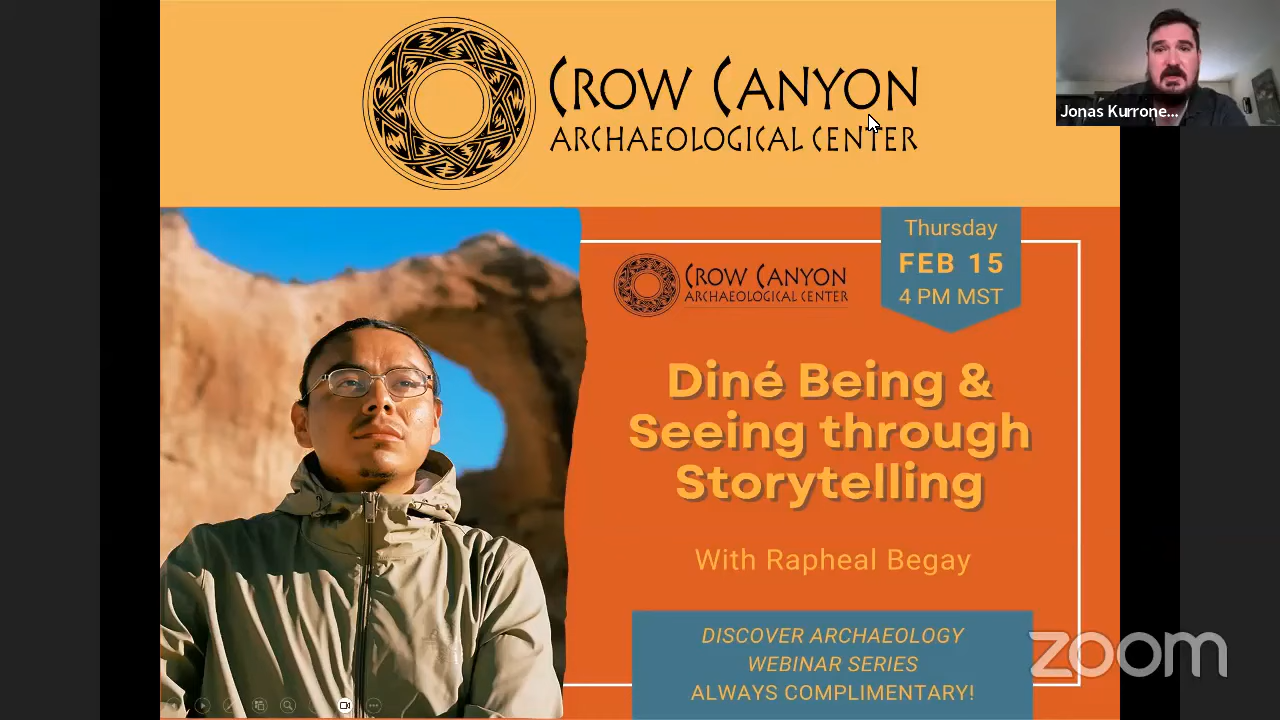 CROW CANYON
ARCHAEOLOGICAL CENTER
Jonas Kurrone...
Thursday
FEB 15
4 PM MST
CROW CANYON
ARCHAEOLOGICAL CENTER
Diné Being &
Seeing through
Storytelling
With Rapheal Begay
DISCOVER ARCHAEOLOGY
WEBINAR SERIES
ALWAYS COMPLIMENTARY!
zoom